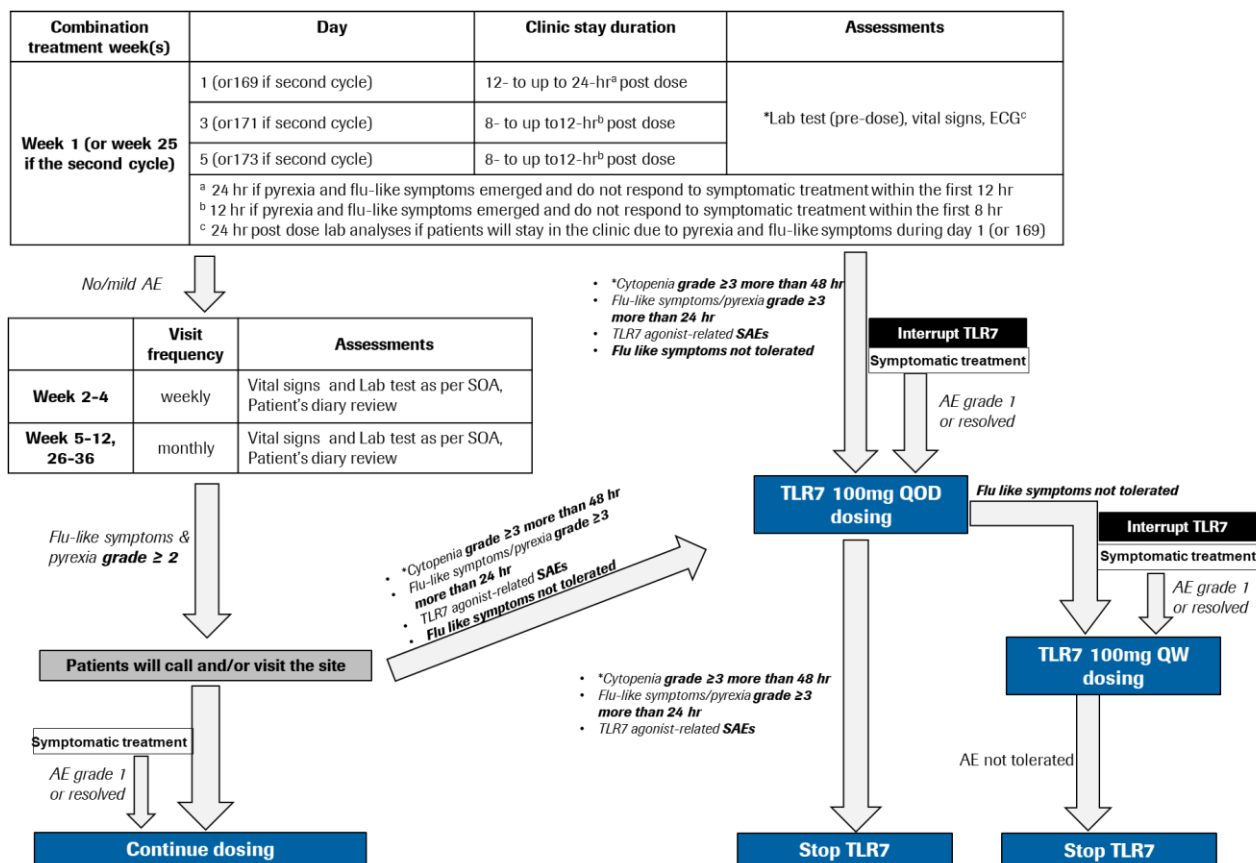 Combination
treatment week(s)
Day
Clinic stay duration
Assessments
Week 1 (or week 25
if the second cycle)
1 (or169 if second cycle)
12- to up to 24-hrᵃ post dose
3 (or171 if second cycle)
8- to up to12-hrᵇ post dose
5 (or173 if second cycle)
8- to up to12-hrᵇ post dose
*Lab test (pre-dose), vital signs, ECGᶜ
ᵃ 24 hr if pyrexia and flu-like symptoms emerged and do not respond to symptomatic treatment within the first 12 hr
ᵇ 12 hr if pyrexia and flu-like symptoms emerged and do not respond to symptomatic treatment within the first 8 hr
ᶜ 24 hr post dose lab analyses if patients will stay in the clinic due to pyrexia and flu-like symptoms during day 1 (or 169)
No/mild AE
• *Cytopenia grade ≥3 more than 48 hr
• Flu-like symptoms/pyrexia grade ≥3
more than 24 hr
• TLR7 agonist-related SAEs
• Flu like symptoms not tolerated
Interrupt TLR7
Symptomatic treatment
AE grade 1
or resolved
Visit
frequency
Assessments
Week 2-4
weekly
Vital signs and Lab test as per SOA,
Patient's diary review
Week 5-12,
26-36
monthly
Vital signs and Lab test as per SOA,
Patient's diary review
Flu-like symptoms &
pyrexia grade ≥ 2
• *Cytopenia grade ≥3 more than 48 hr
• Flu-like symptoms/pyrexia grade ≥3
more than 24 hr
• TLR7 agonist-related SAEs
• Flu like symptoms not tolerated
TLR7 100mg QOD
dosing
Flu like symptoms not tolerated
Interrupt TLR7
Symptomatic treatment
AE grade 1
or resolved
Patients will call and/or visit the site
TLR7 100mg QW
dosing
• *Cytopenia grade ≥3 more than 48 hr
• Flu-like symptoms/pyrexia grade ≥3
more than 24 hr
• TLR7 agonist-related SAEs
Symptomatic treatment
AE grade 1
or resolved
AE not tolerated
Continue dosing
Stop TLR7
Stop TLR7